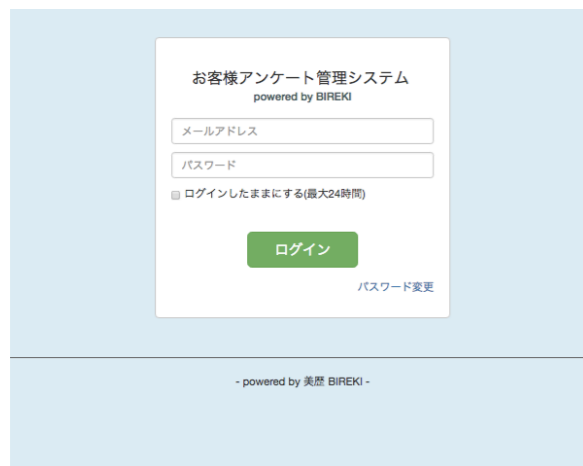 お客様アンケート管理システム
powered by BIREKI
メールアドレス
パスワード
ログインしたままにする(最大24時間)
ログイン
パスワード変更
- powered by 美歴 BIREKI -